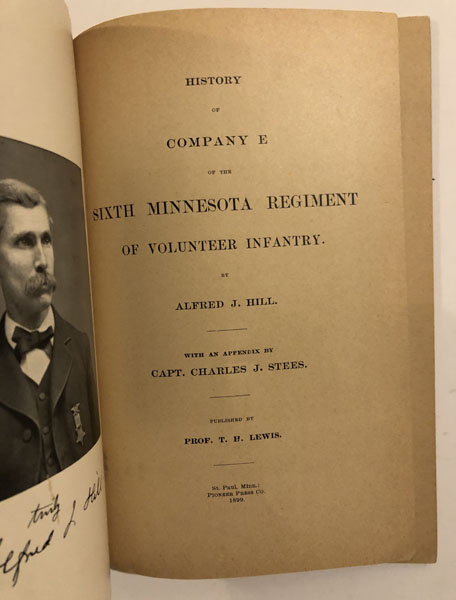 HISTORY
OF
COMPANY E
OF THE
SIXTH MINNESOTA REGIMENT
OF VOLUNTEER INFANTRY.
BY
ALFRED J. HILL.
WITH AN APPENDIX BY
CAPT. CHARLES J. STEES.
PUBLISHED BY
PROF. T. H. LEWIS.
ST. PAUL, MINN.:
PIONEER PRESS CO.
1899.
truly
Alfred J Hill